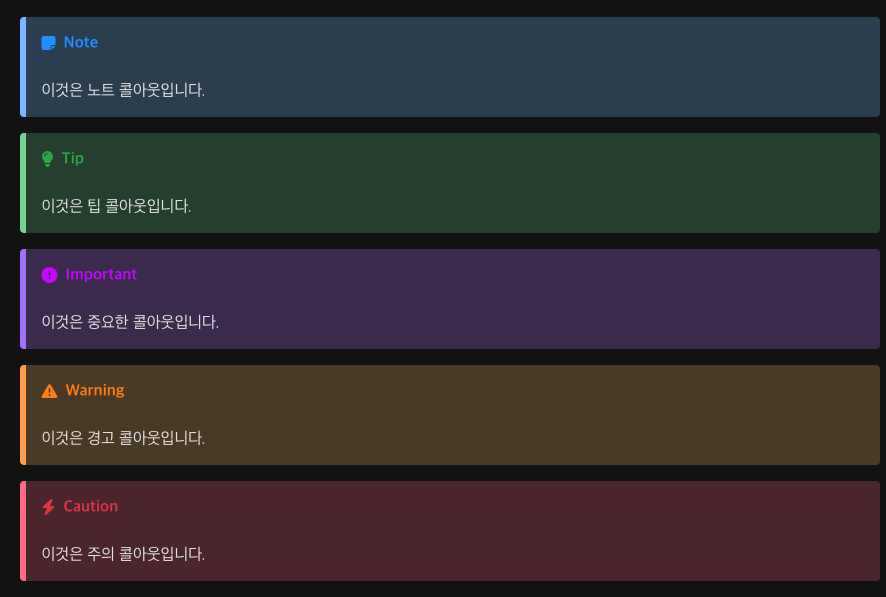 Note
이것은 노트 콜아웃입니다.
Tip
이것은 팁 콜아웃입니다.
Important
이것은 중요한 콜아웃입니다.
Warning
이것은 경고 콜아웃입니다.
Caution
이것은 주의 콜아웃입니다.